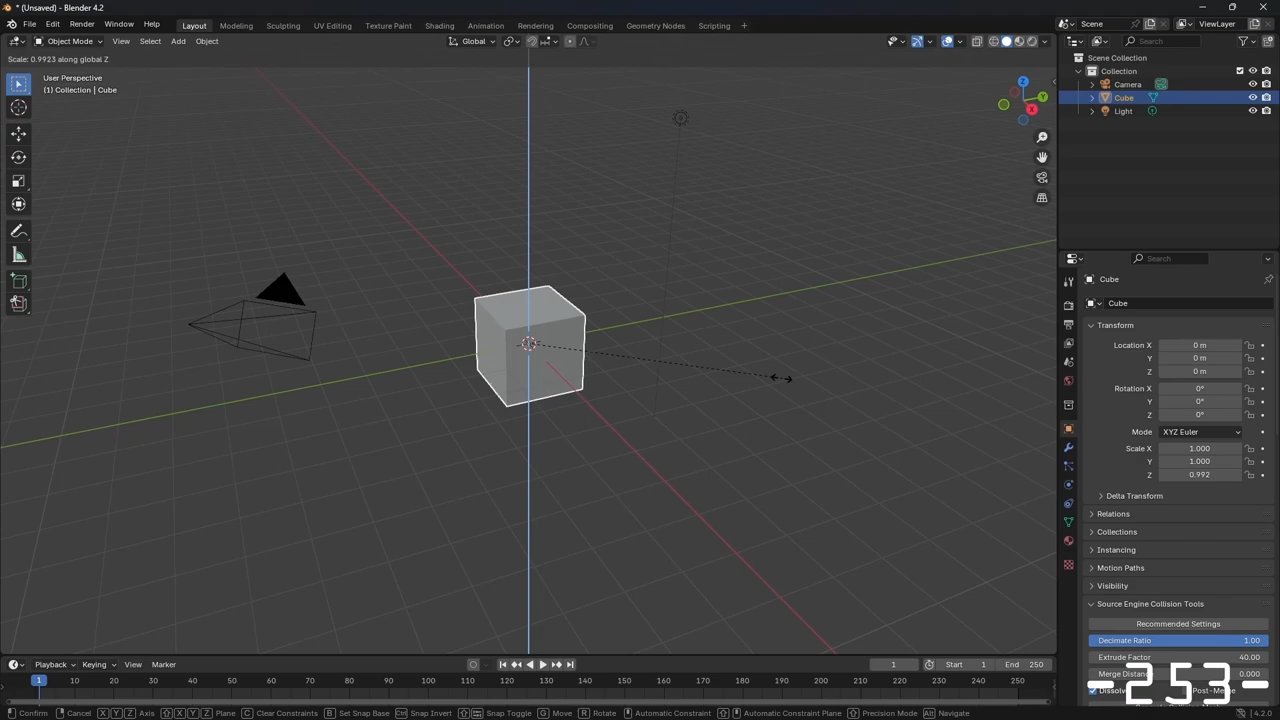 * (Unsaved) - Blender 4.2
File Edit Render Window Help Layout Modeling Sculpting UV Editing Texture Paint Shading Animation Rendering Compositing Geometry Nodes Scripting Scene ViewLayer
Object Mode View Select Add Object Global Search
Scale: 0.9923 along global Z
User Perspective
(1) Collection | Cube
Z
Y
X
Scene Collection
Collection
Camera
Cube
Light
Search
Cube
Cube
Transform
Location X 0 m
Y 0 m
Z 0 m
Rotation X 0°
Y 0°
Z 0°
Mode XYZ Euler
Scale X 1.000
Y 1.000
Z 0.992
Delta Transform
Relations
Collections
Instancing
Motion Paths
Visibility
Source Engine Collision Tools
Recommended Settings
Decimate Ratio 1.00
Extrude Factor 40.00
Merge Distance 0.000
Post-Merge
-253-
Playback Keying View Marker 1 Start 1 End 250
1 10 20 30 40 50 60 70 80 90 100 110 120 130 140 150 160 170 180 190 200 210 220 230 240 250
Confirm Cancel X Y Z Axis X Y Z Plane C Clear Constraints B Set Snap Base Ctrl Snap Invert Snap Toggle G Move R Rotate Automatic Constraint Automatic Constraint Plane Precision Mode Alt Navigate 4.2.0